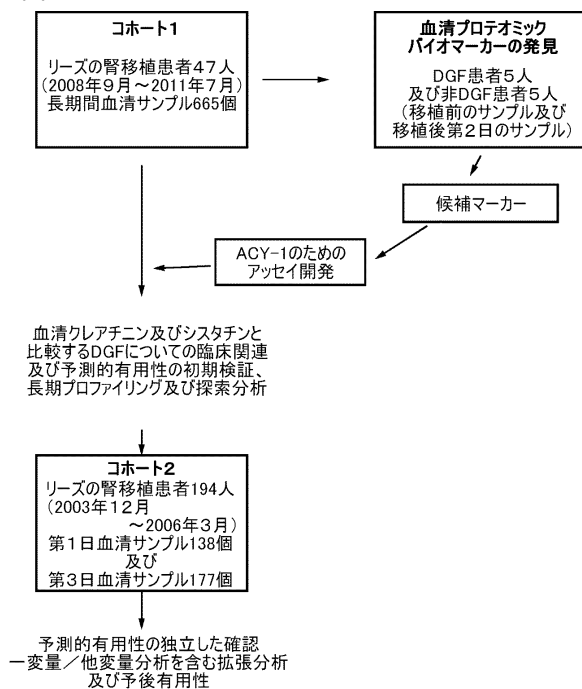 コホート1
リーズの腎移植患者47人
(2008年9月~2011年7月)
長期間血清サンプル665個
血清プロテオミック
バイオマーカーの発見
DGF患者5人
及び非DGF患者5人
(移植前のサンプル及び
移植後第2日のサンプル)
候補マーカー
ACY-1のための
アッセイ開発
血清クレアチニン及びシスタチンと
比較するDGFについての臨床関連
及び予測的有用性の初期検証、
長期プロファイリング及び探索分析
コホート2
リーズの腎移植患者194人
(2003年12月
~2006年3月)
第1日血清サンプル138個
及び
第3日血清サンプル177個
予測的有用性の独立した確認
一変量/他変量分析を含む拡張分析
及び予後有用性